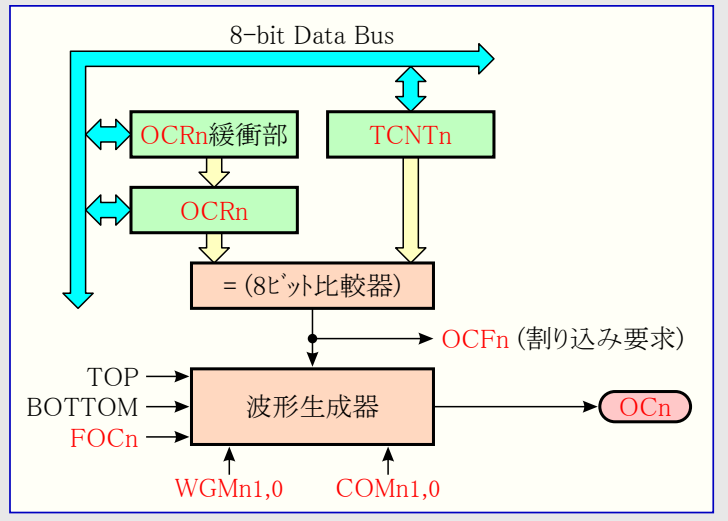 8-bit Data Bus
OCRn緩衝部
TCNTn
OCRn
= (8ﾋﾞｯﾄ比較器)
OCFn (割り込み要求)
TOP
BOTTOM
FOCn
波形生成器
OCn
WGMn1,0
COMn1,0